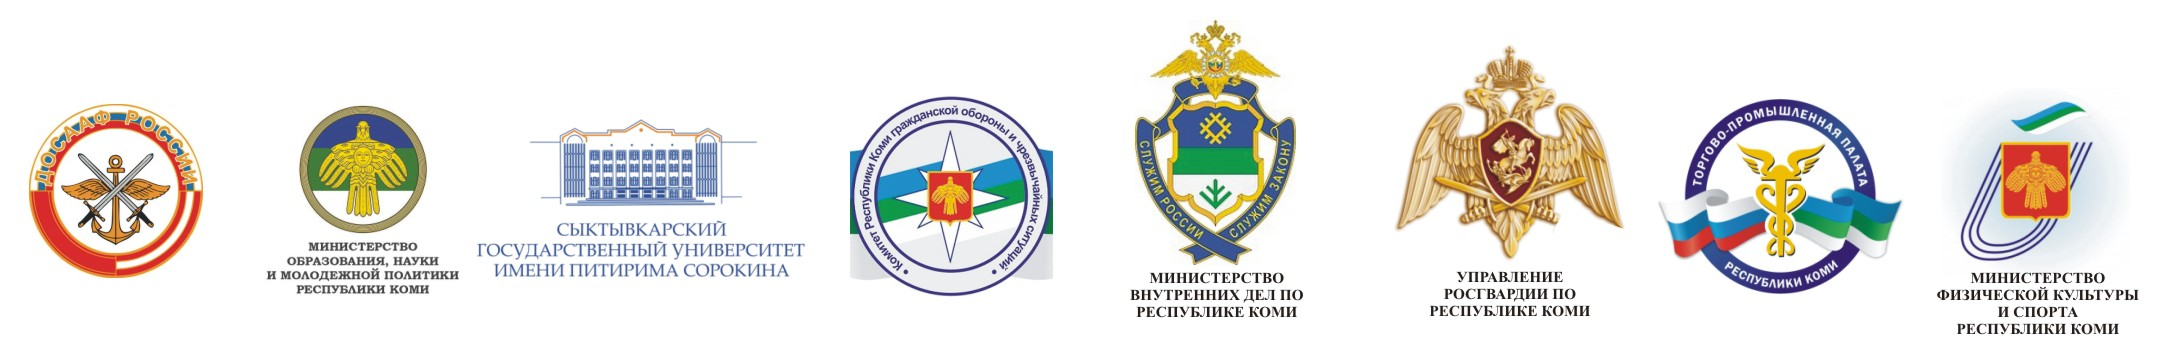 ДОСААФ РОССИИ
МИНИСТЕРСТВО
ОБРАЗОВАНИЯ, НАУКИ
И МОЛОДЕЖНОЙ ПОЛИТИКИ
РЕСПУБЛИКИ КОМИ
СЫКТЫВКАРСКИЙ
ГОСУДАРСТВЕННЫЙ УНИВЕРСИТЕТ
ИМЕНИ ПИТИРИМА СОРОКИНА
• Комитет Республики Коми гражданской обороны и чрезвычайных ситуаций •
СЛУЖИМ РОССИИ
СЛУЖИМ ЗАКОНУ
МИНИСТЕРСТВО
ВНУТРЕННИХ ДЕЛ ПО
РЕСПУБЛИКЕ КОМИ
УПРАВЛЕНИЕ
РОСГВАРДИИ ПО
РЕСПУБЛИКЕ КОМИ
ТОРГОВО-ПРОМЫШЛЕННАЯ ПАЛАТА
РЕСПУБЛИКИ КОМИ
МИНИСТЕРСТВО
ФИЗИЧЕСКОЙ КУЛЬТУРЫ
И СПОРТА
РЕСПУБЛИКИ КОМИ